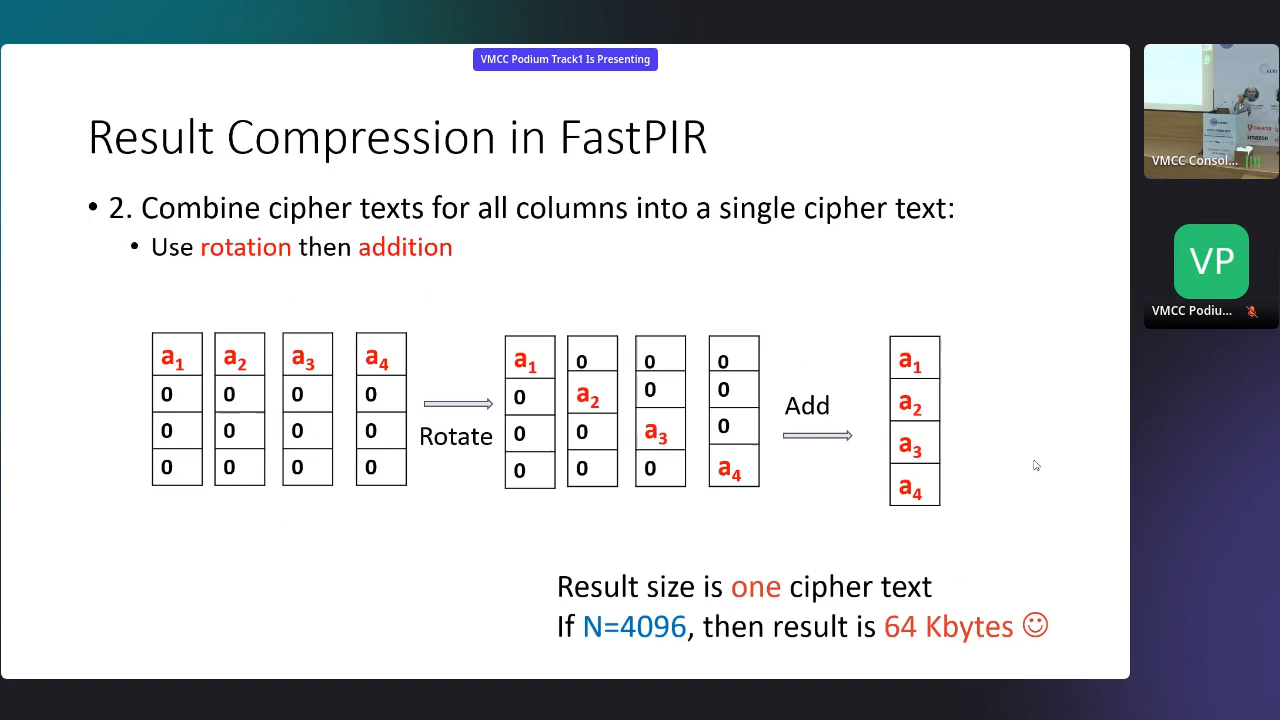 VMCC Podium Track1 Is Presenting
Result Compression in FastPIR
• 2. Combine cipher texts for all columns into a single cipher text:
• Use rotation then addition
a1 a2 a3 a4
0 0 0 0
0 0 0 0
0 0 0 0
Rotate
a1 0 0 0
0 a2 0 0
0 0 a3 0
0 0 0 a4
Add
a1
a2
a3
a4
Result size is one cipher text
If N=4096, then result is 64 Kbytes ☺
VMCC Consol...
VP
VMCC Podiu...
amazon